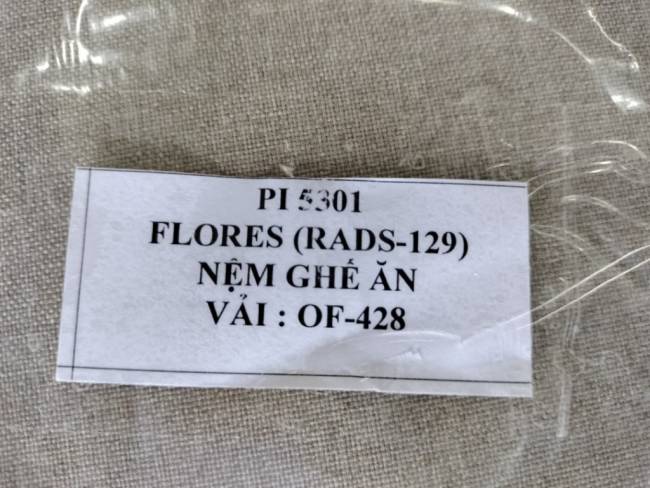 PI 5301
FLORES (RADS-129)
NỆM GHẾ ĂN
VẢI : OF-428